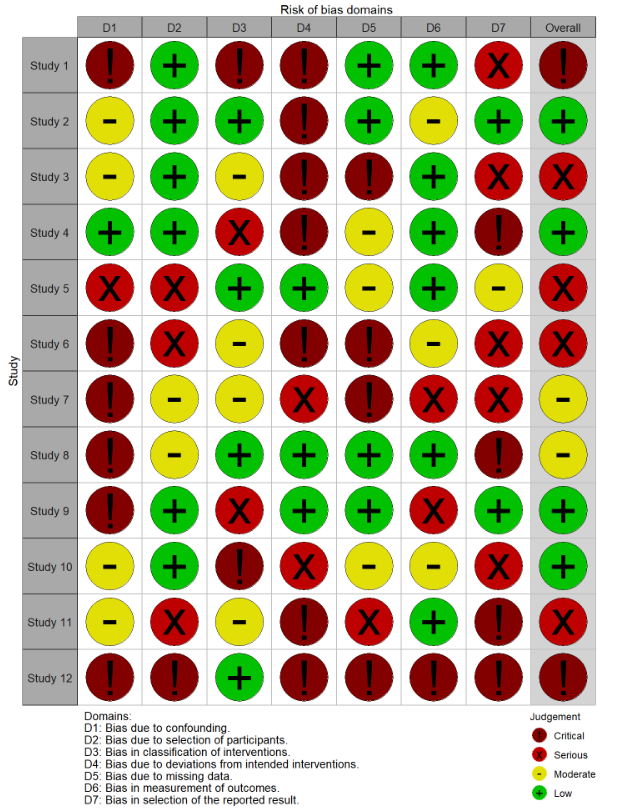 Risk of bias domains
D1 D2 D3 D4 D5 D6 D7 Overall
Study 1 ! + ! ! + + X !
Study 2 - + + ! + - + +
Study 3 - + - ! ! + X X
Study 4 + + X ! - + ! +
Study 5 X X + + - + - X
Study 6 ! X - ! ! - X X
Study 7 ! - - X ! X X -
Study 8 ! - + + + + ! -
Study 9 ! + X + + X + +
Study 10 - + ! X - - X +
Study 11 - X - ! X + ! X
Study 12 ! ! + ! ! ! ! !
Study
Domains:
D1: Bias due to confounding.
D2: Bias due to selection of participants.
D3: Bias in classification of interventions.
D4: Bias due to deviations from intended interventions.
D5: Bias due to missing data.
D6: Bias in measurement of outcomes.
D7: Bias in selection of the reported result.
Judgement
! Critical
X Serious
- Moderate
+ Low